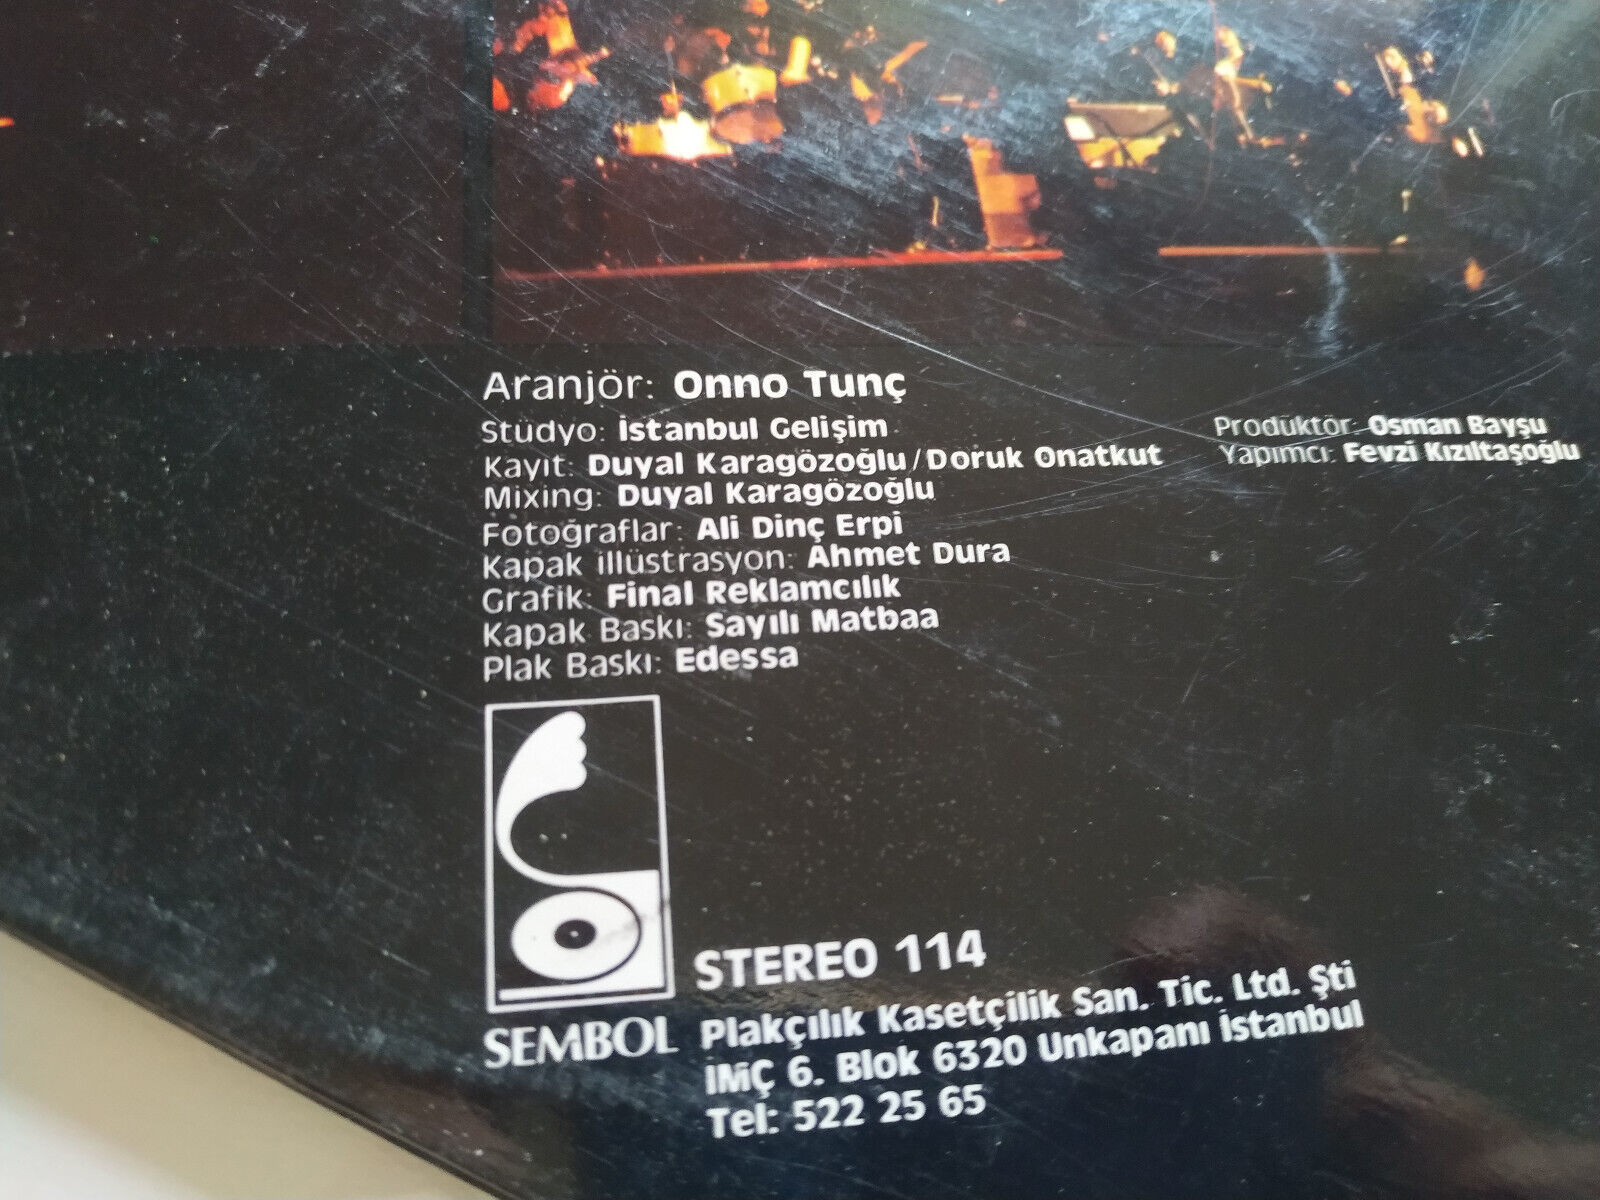 Aranjör: Onno Tunç
Stüdyo: İstanbul Gelişim
Kayıt: Duyal Karagözoğlu/Doruk Onatkut
Mixing: Duyal Karagözoğlu
Fotoğraflar: Ali Dinç Erpi
Kapak illüstrasyon: Ahmet Dura
Grafik: Final Reklamcılık
Kapak Baskı: Sayılı Matbaa
Plak Baskı: Edessa
Prodüktör: Osman Bayşu
Yapımcı: Fevzi Kızıltaşoğlu
STEREO 114
SEMBOL Plakçılık Kasetçilik San. Tic. Ltd. Şti
İMÇ 6. Blok 6320 Unkapanı İstanbul
Tel: 522 25 65